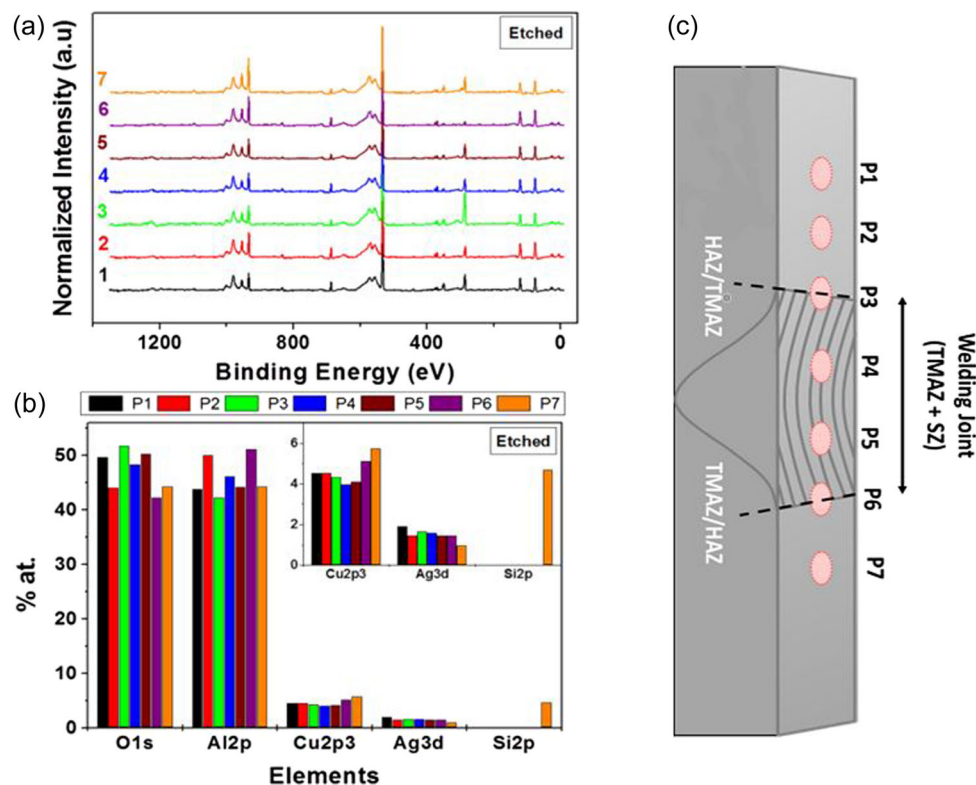 (a)
Etched
7
6
5
4
3
2
1
Normalized Intensity (a.u)
1200 900 600 300 0
Binding Energy (eV)
(b)
P1 P2 P3 P4 P5 P6 P7
Etched
50
40
30
20
10
0
% at.
6
4
2
0
Cu2p3 Ag3d Si2p
O1s Al2p Cu2p3 Ag3d Si2p
Elements
(c)
P1
P2
P3
P4
P5
P6
P7
HAZ/TMAZ
TMAZ/HAZ
Welding Joint
(TMAZ + SZ)